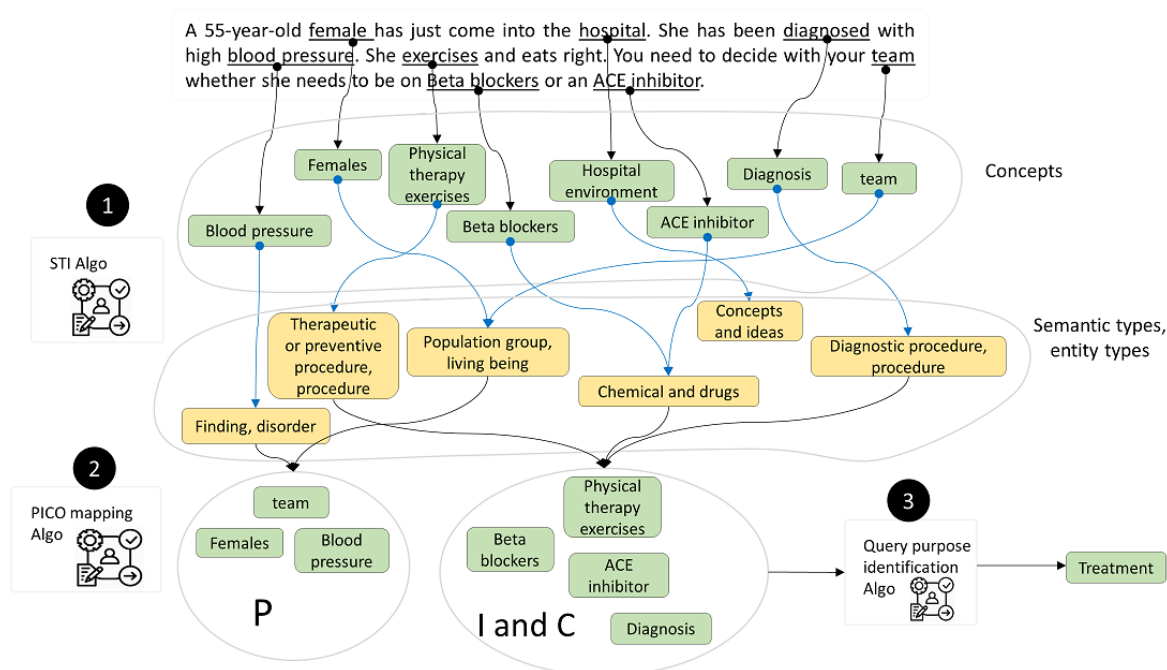 A 55-year-old female has just come into the hospital. She has been diagnosed with
high blood pressure. She exercises and eats right. You need to decide with your team
whether she needs to be on Beta blockers or an ACE inhibitor.
Concepts
Females
Physical
therapy
exercises
Hospital
environment
Diagnosis
team
Blood pressure
Beta blockers
ACE inhibitor
1
STI Algo
Semantic types,
entity types
Therapeutic
or preventive
procedure,
procedure
Population group,
living being
Concepts
and ideas
Diagnostic procedure,
procedure
Chemical and drugs
Finding, disorder
2
PICO mapping
Algo
team
Females
Blood
pressure
P
Physical
therapy
exercises
Beta
blockers
ACE
inhibitor
Diagnosis
I and C
3
Query purpose
identification
Algo
Treatment